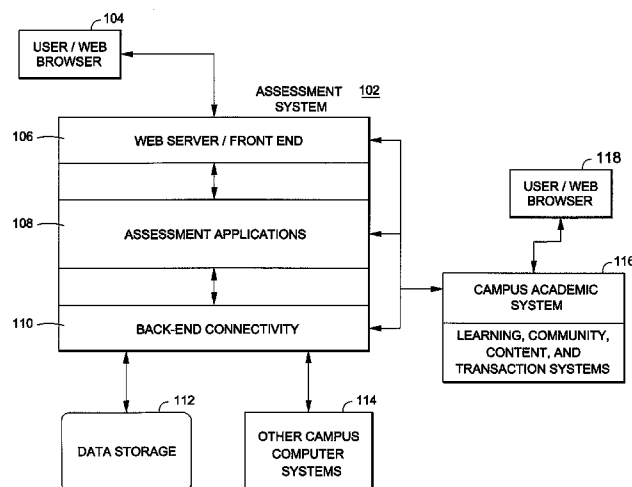 104
USER / WEB
BROWSER
ASSESSMENT
SYSTEM
102
106
WEB SERVER / FRONT END
118
USER / WEB
BROWSER
108
ASSESSMENT APPLICATIONS
116
CAMPUS ACADEMIC
SYSTEM
110
BACK-END CONNECTIVITY
LEARNING, COMMUNITY,
CONTENT, AND
TRANSACTION SYSTEMS
112
DATA STORAGE
114
OTHER CAMPUS
COMPUTER
SYSTEMS